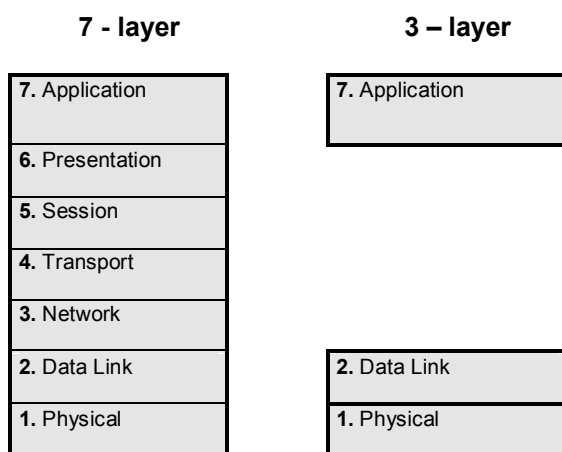 7 - layer
3 – layer
7. Application
7. Application
6. Presentation
5. Session
4. Transport
3. Network
2. Data Link
2. Data Link
1. Physical
1. Physical